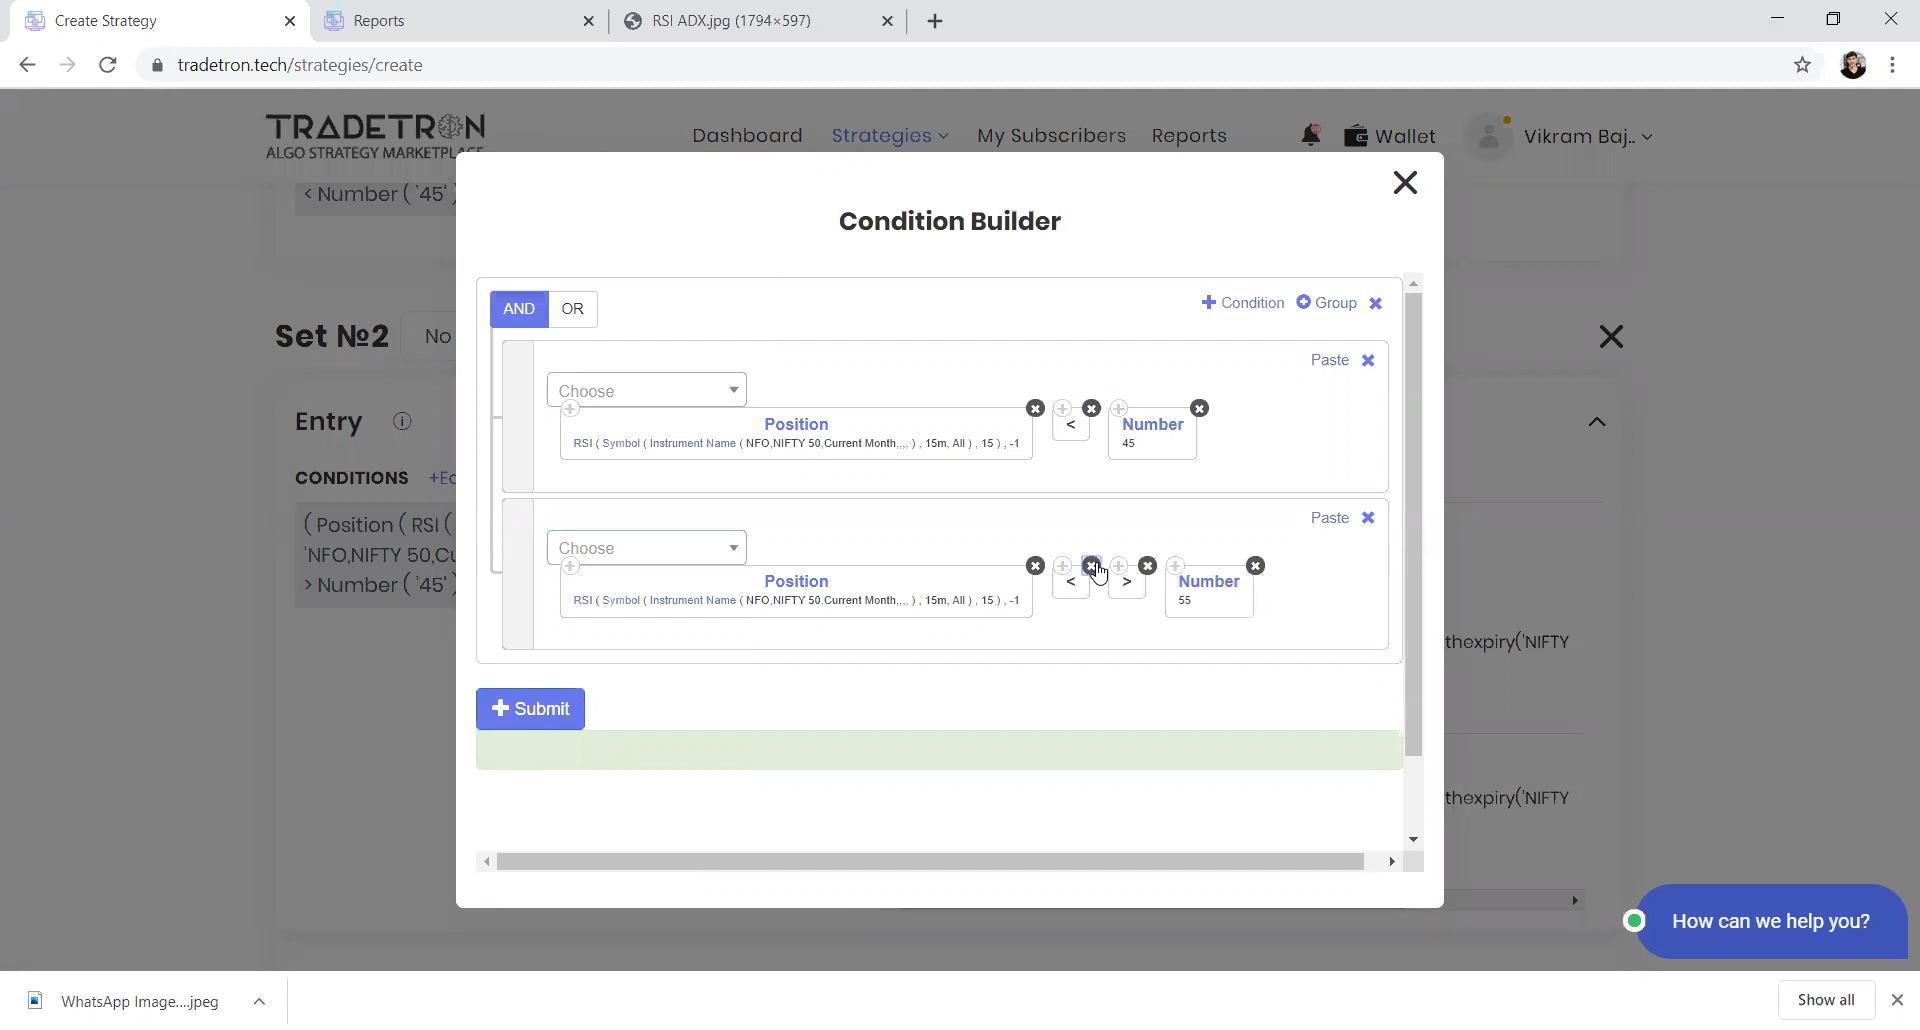 Create Strategy
Reports
RSI ADX.jpg (1794×597)
tradetron.tech/strategies/create
TRADETRON
ALGO STRATEGY MARKETPLACE
Dashboard
Strategies
My Subscribers
Reports
Wallet
Vikram Baj..
< Number ( '45' )
Condition Builder
AND
OR
+ Condition
Group
Paste
Choose
Position
RSI ( Symbol ( Instrument Name ( NFO,NIFTY 50,Current Month,,,, ) , 15m, All ) , 15 ) , -1
<
Number
45
Paste
Choose
Position
RSI ( Symbol ( Instrument Name ( NFO,NIFTY 50,Current Month,,,, ) , 15m, All ) , 15 ) , -1
<
>
Number
55
+ Submit
Set №2
No
Entry
CONDITIONS
( Position ( RSI (
'NFO,NIFTY 50,Cu
> Number ( '45'
thexpiry('NIFTY
thexpiry('NIFTY
How can we help you?
WhatsApp Image....jpeg
Show all